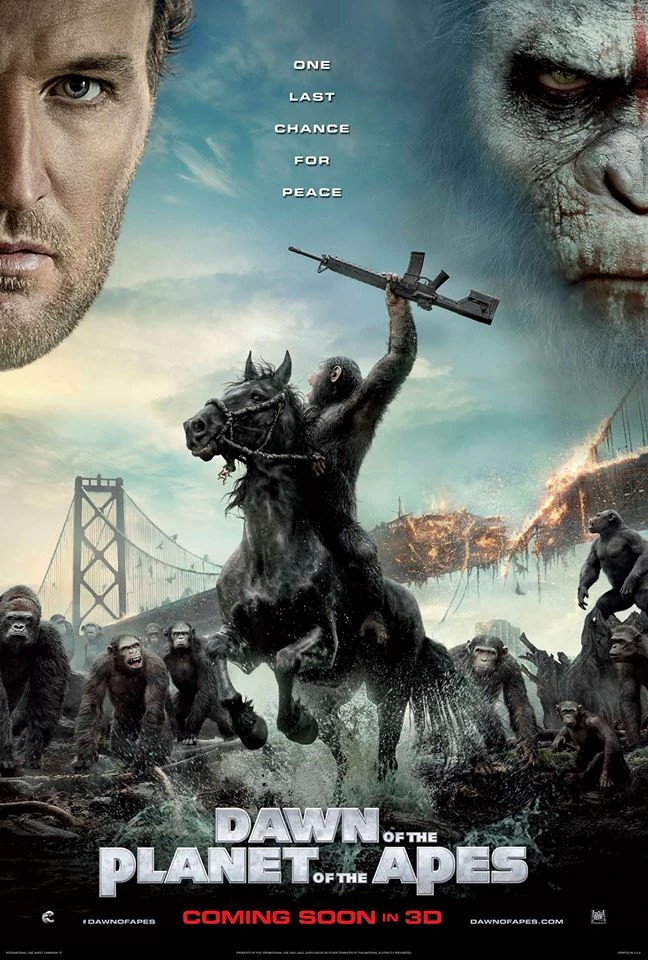 ONE
LAST
CHANCE
FOR
PEACE
DAWN OF THE
PLANET OF THE APES
#DAWNOFAPES
COMING SOON IN 3D
DAWNOFAPES.COM